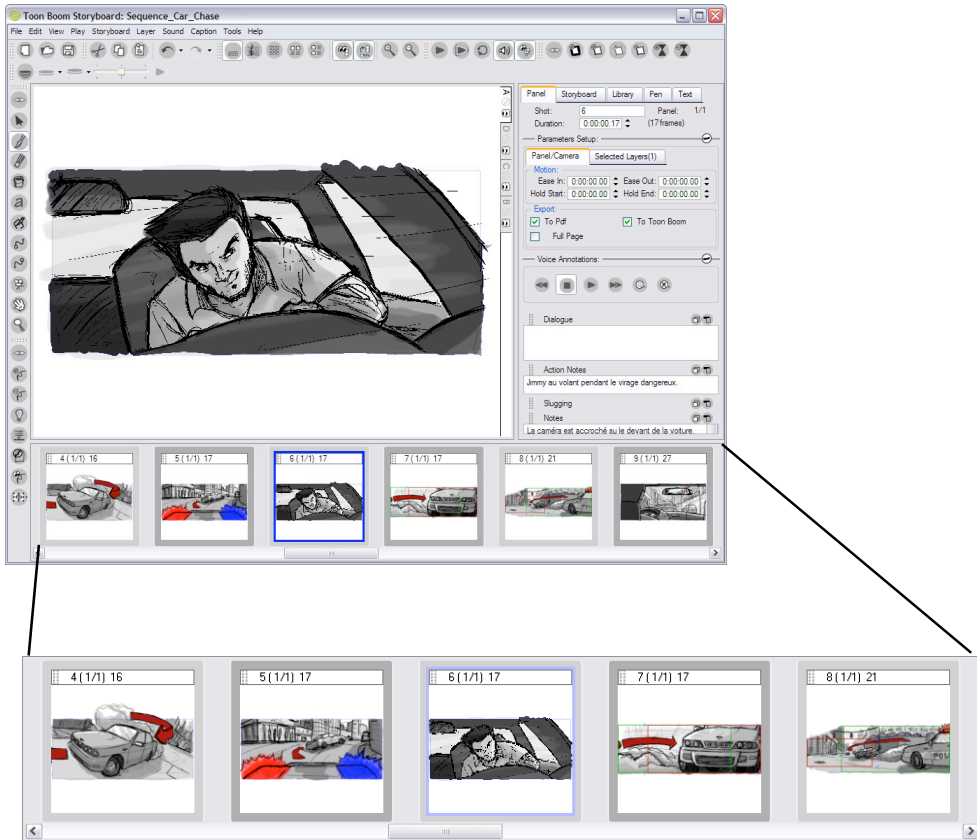 Toon Boom Storyboard: Sequence_Car_Chase
File Edit View Play Storyboard Layer Sound Caption Tools Help
Panel Storyboard Library Pen Text
Shot: 6 Panel: 1/1
Duration: 0:00:00.17 (17 frames)
Parameters Setup:
Panel/Camera Selected Layers(1)
Motion:
Ease In: 0:00:00.00 Ease Out: 0:00:00.00
Hold Start: 0:00:00.00 Hold End: 0:00:00.00
Export:
To Pdf To Toon Boom
Full Page
Voice Annotations:
Dialogue
Action Notes
Jimmy au volant pendant le virage dangereux.
Slugging
Notes
La caméra est accroché su le devant de la voiture.
4 (1/1) 16 5 (1/1) 17 6 (1/1) 17 7 (1/1) 17 8 (1/1) 21 9 (1/1) 27
4 (1/1) 16 5 (1/1) 17 6 (1/1) 17 7 (1/1) 17 8 (1/1) 21